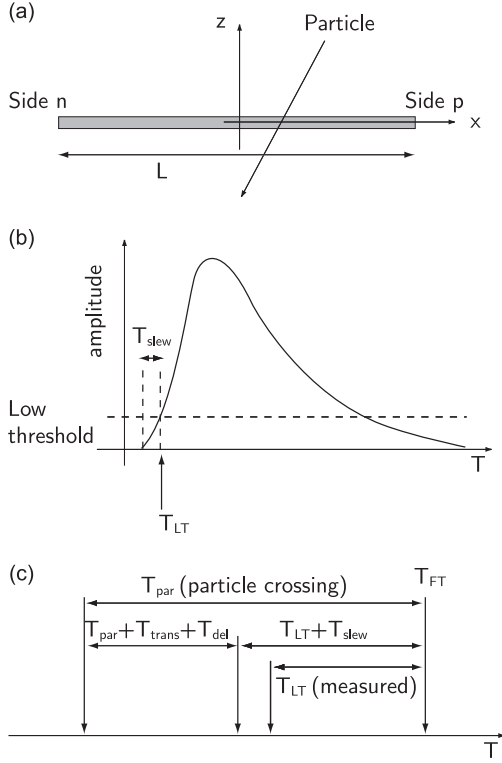 (a)
z
Particle
Side n
Side p
x
L
(b)
amplitude
T_slew
Low
threshold
T
T_LT
(c)
T_par (particle crossing)
T_FT
T_par+T_trans+T_del
T_LT+T_slew
T_LT (measured)
T